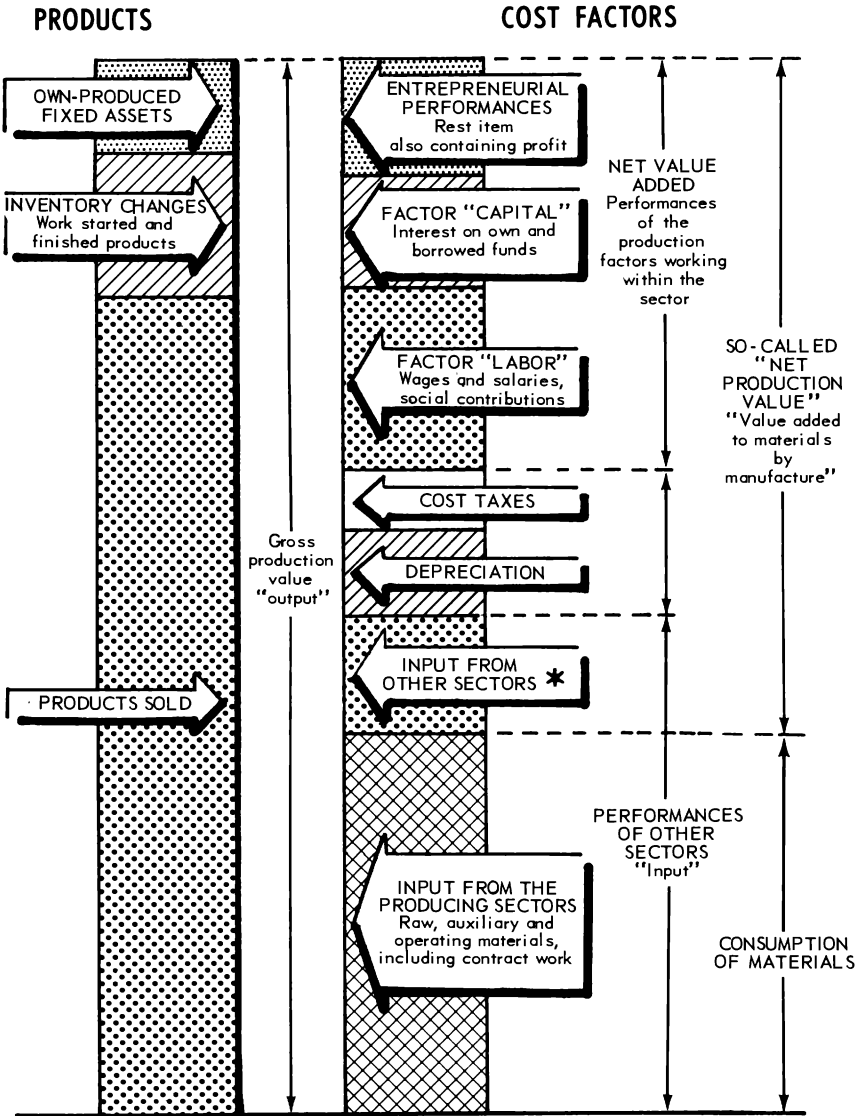 PRODUCTS
COST FACTORS
OWN-PRODUCED
FIXED ASSETS
INVENTORY CHANGES
Work started and
finished products
PRODUCTS SOLD
Gross
production
value
“output”
ENTREPRENEURIAL
PERFORMANCES
Rest item
also containing profit
FACTOR “CAPITAL”
Interest on own and
borrowed funds
FACTOR “LABOR”
Wages and salaries,
social contributions
COST TAXES
DEPRECIATION
INPUT FROM
OTHER SECTORS *
INPUT FROM THE
PRODUCING SECTORS
Raw, auxiliary and
operating materials,
including contract work
NET VALUE
ADDED
Performances
of the
production
factors working
within the
sector
PERFORMANCES
OF OTHER
SECTORS
“Input”
SO-CALLED
“NET
PRODUCTION
VALUE”
“Value added
to materials
by
manufacture”
CONSUMPTION
OF MATERIALS